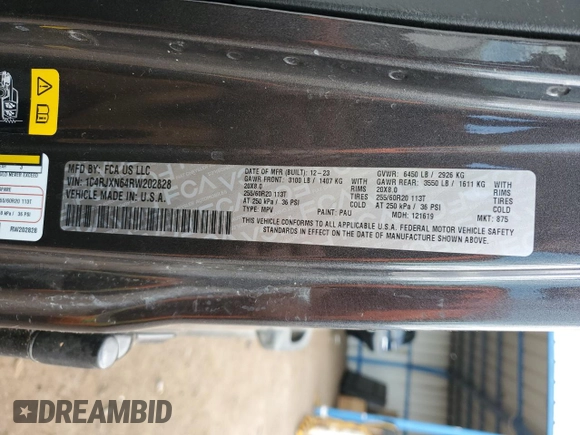 MFD. BY: FCA US LLC
VIN: 1C4RJXN64RW202828
VEHICLE MADE IN: U.S.A.
DATE OF MFR (BUILT): 12-23
GAWR FRONT: 3100 LB / 1407 KG
WITH
20X8.0
RIMS
255/60R20 113T
TIRES
AT 250 kPa / 36 PSI
COLD
TYPE: MPV
PAINT: PAU
GVWR: 6450 LB / 2926 KG
GAWR REAR: 3550 LB / 1611 KG
WITH
20X8.0
RIMS
255/60R20 113T
TIRES
AT 250 kPa / 36 PSI
COLD
MDH: 121619
MKT: 875
THIS VEHICLE CONFORMS TO ALL APPLICABLE U.S.A. FEDERAL MOTOR VEHICLE SAFETY
STANDARDS IN EFFECT ON THE DATE OF MANUFACTURE SHOWN ABOVE.
RW202828
DREAMBID